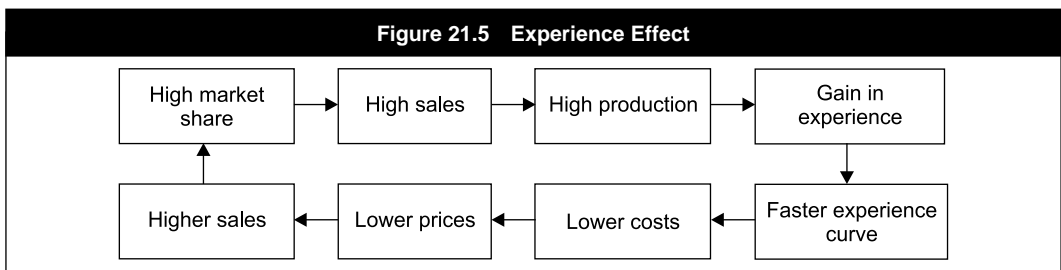 Figure 21.5 Experience Effect
High market
share
High sales
High production
Gain in
experience
Faster experience
curve
Lower costs
Lower prices
Higher sales